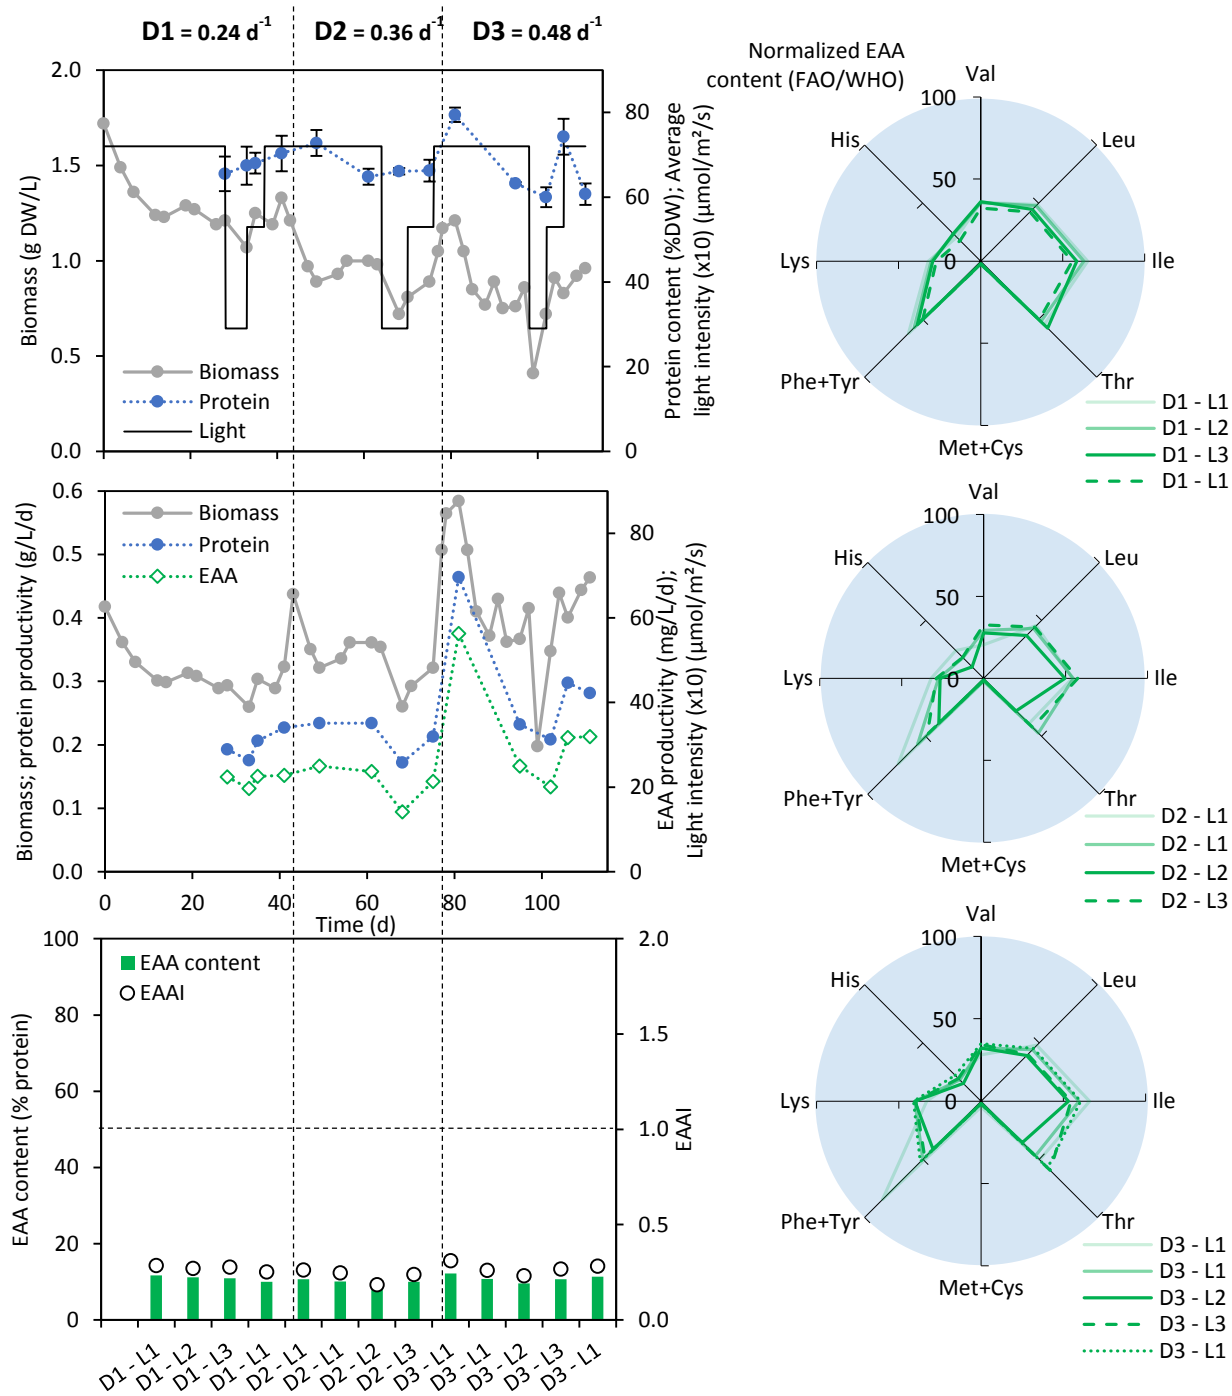 D1 = 0.24 d-1
D2 = 0.36 d-1
D3 = 0.48 d-1
2.0
1.5
1.0
0.5
0.0
Biomass (g DW/L)
80
60
40
20
0
Protein content (%DW); Average
light intensity (x10) (µmol/m²/s)
Biomass
Protein
Light
Normalized EAA
content (FAO/WHO)
Val
100
50
0
His
Leu
Lys
Ile
Phe+Tyr
Thr
Met+Cys
D1 - L1
D1 - L2
D1 - L3
D1 - L1
0.6
0.5
0.4
0.3
0.2
0.1
0.0
Biomass; protein productivity (g/L/d)
Biomass
Protein
EAA
80
60
40
20
0
EAA productivity (mg/L/d);
Light intensity (x10) (µmol/m²/s)
0
20
40
60
80
100
Time (d)
Val
100
50
0
His
Leu
Lys
Ile
Phe+Tyr
Thr
Met+Cys
D2 - L1
D2 - L1
D2 - L2
D2 - L3
100
80
60
40
20
0
EAA content (% protein)
EAA content
EAAI
2.0
1.5
1.0
0.5
0.0
EAAI
D1 - L1
D1 - L2
D1 - L3
D1 - L1
D2 - L1
D2 - L1
D2 - L2
D2 - L3
D3 - L1
D3 - L1
D3 - L2
D3 - L3
D3 - L1
Val
100
50
0
His
Leu
Lys
Ile
Phe+Tyr
Thr
Met+Cys
D3 - L1
D3 - L1
D3 - L2
D3 - L3
D3 - L1